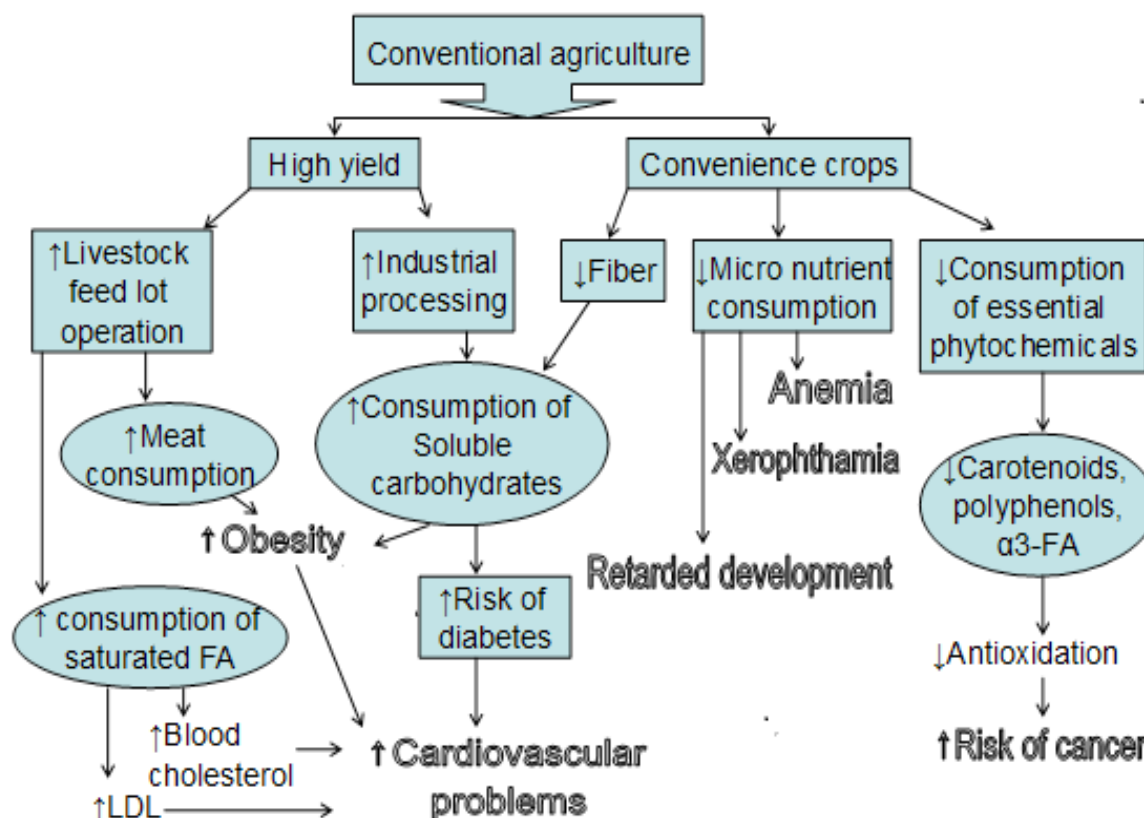 Conventional agriculture
High yield
Convenience crops
↑Livestock
feed lot
operation
↑Industrial
processing
↓Fiber
↓Micro nutrient
consumption
↓Consumption
of essential
phytochemicals
Anemia
↑Meat
consumption
↑Consumption of
Soluble
carbohydrates
Xerophthamia
↓Carotenoids,
polyphenols,
α3-FA
↑Obesity
Retarded development
↑Risk of
diabetes
↑ consumption of
saturated FA
↓Antioxidation
↑Blood
cholesterol
↑Cardiovascular
problems
↑Risk of cancer
↑LDL